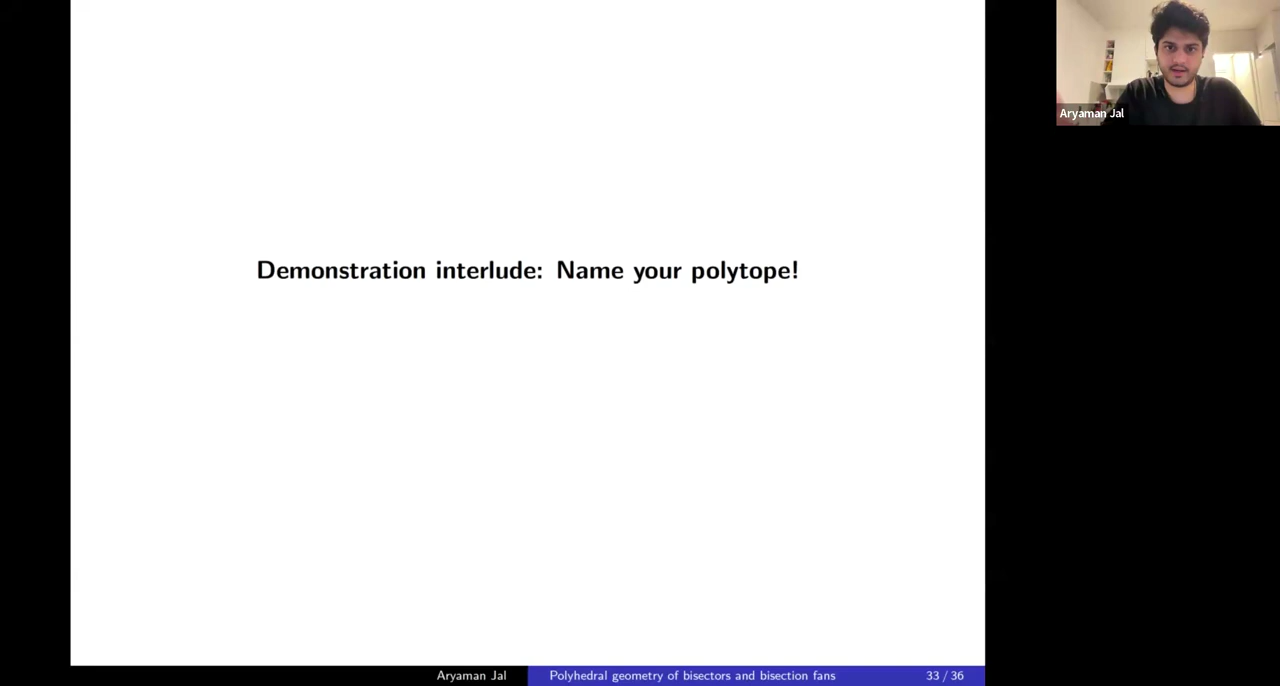 Aryaman Jal
Demonstration interlude: Name your polytope!
Aryaman Jal
Polyhedral geometry of bisectors and bisection fans
33 / 36